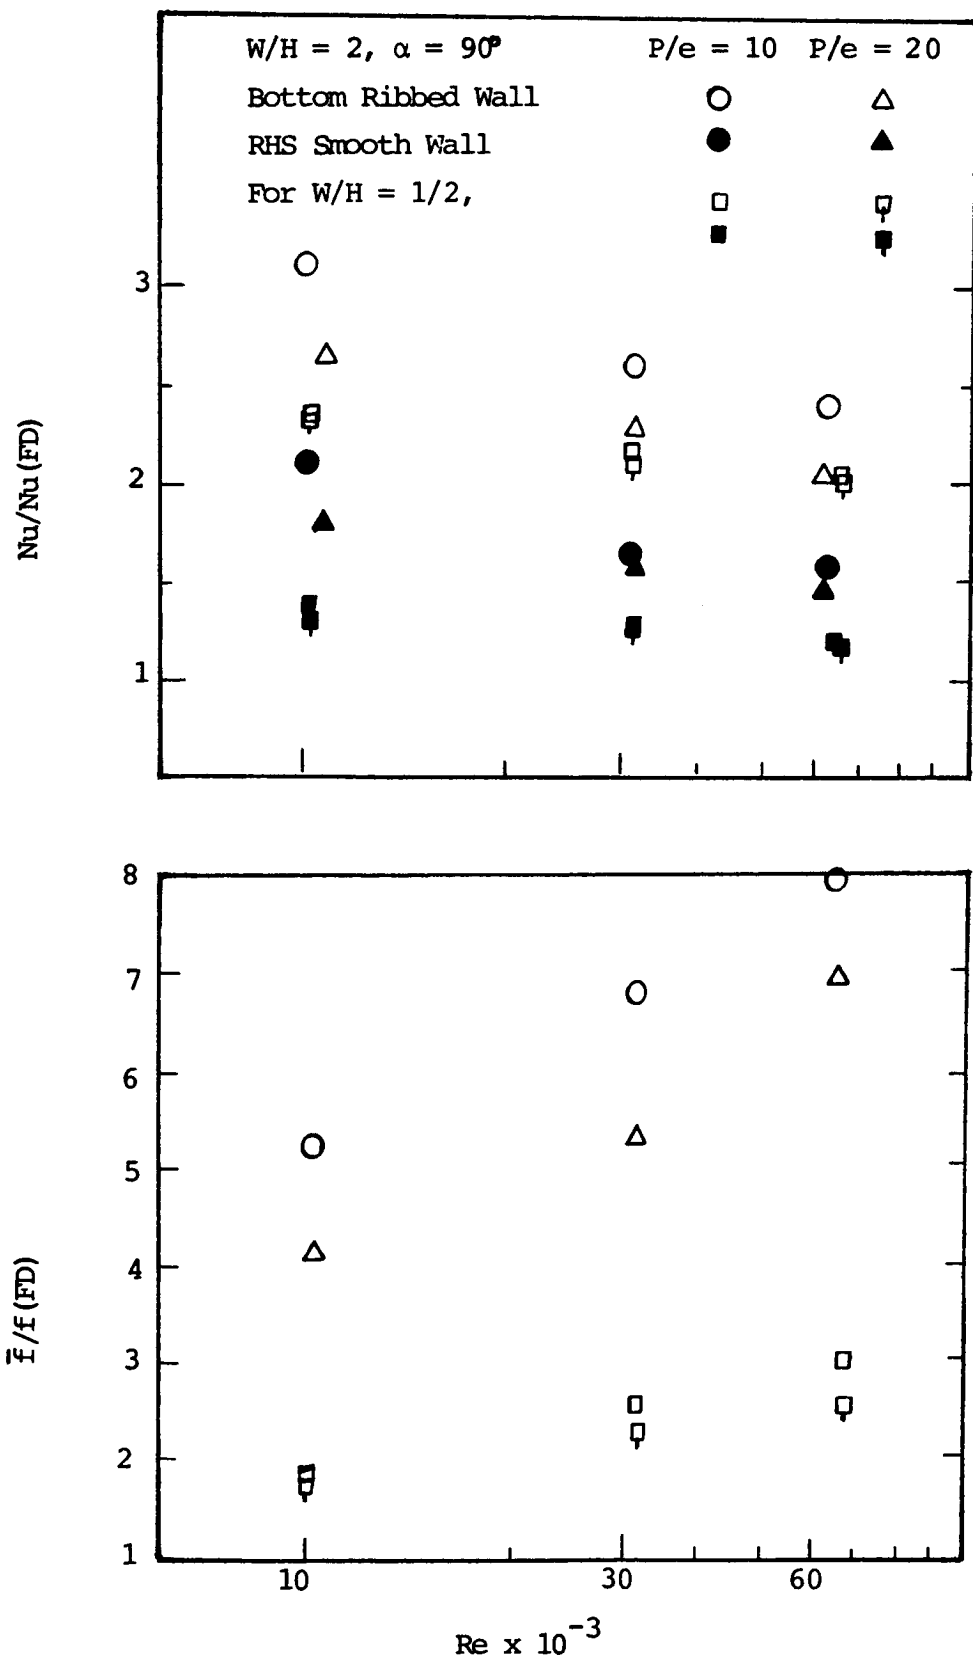 W/H = 2, α = 90° P/e = 10 P/e = 20
Bottom Ribbed Wall
RHS Smooth Wall
For W/H = 1/2,
3
2
1
Nu/Nu(FD)
8
7
6
5
4
3
2
1
f̄/f(FD)
10 30 60
Re x 10⁻³